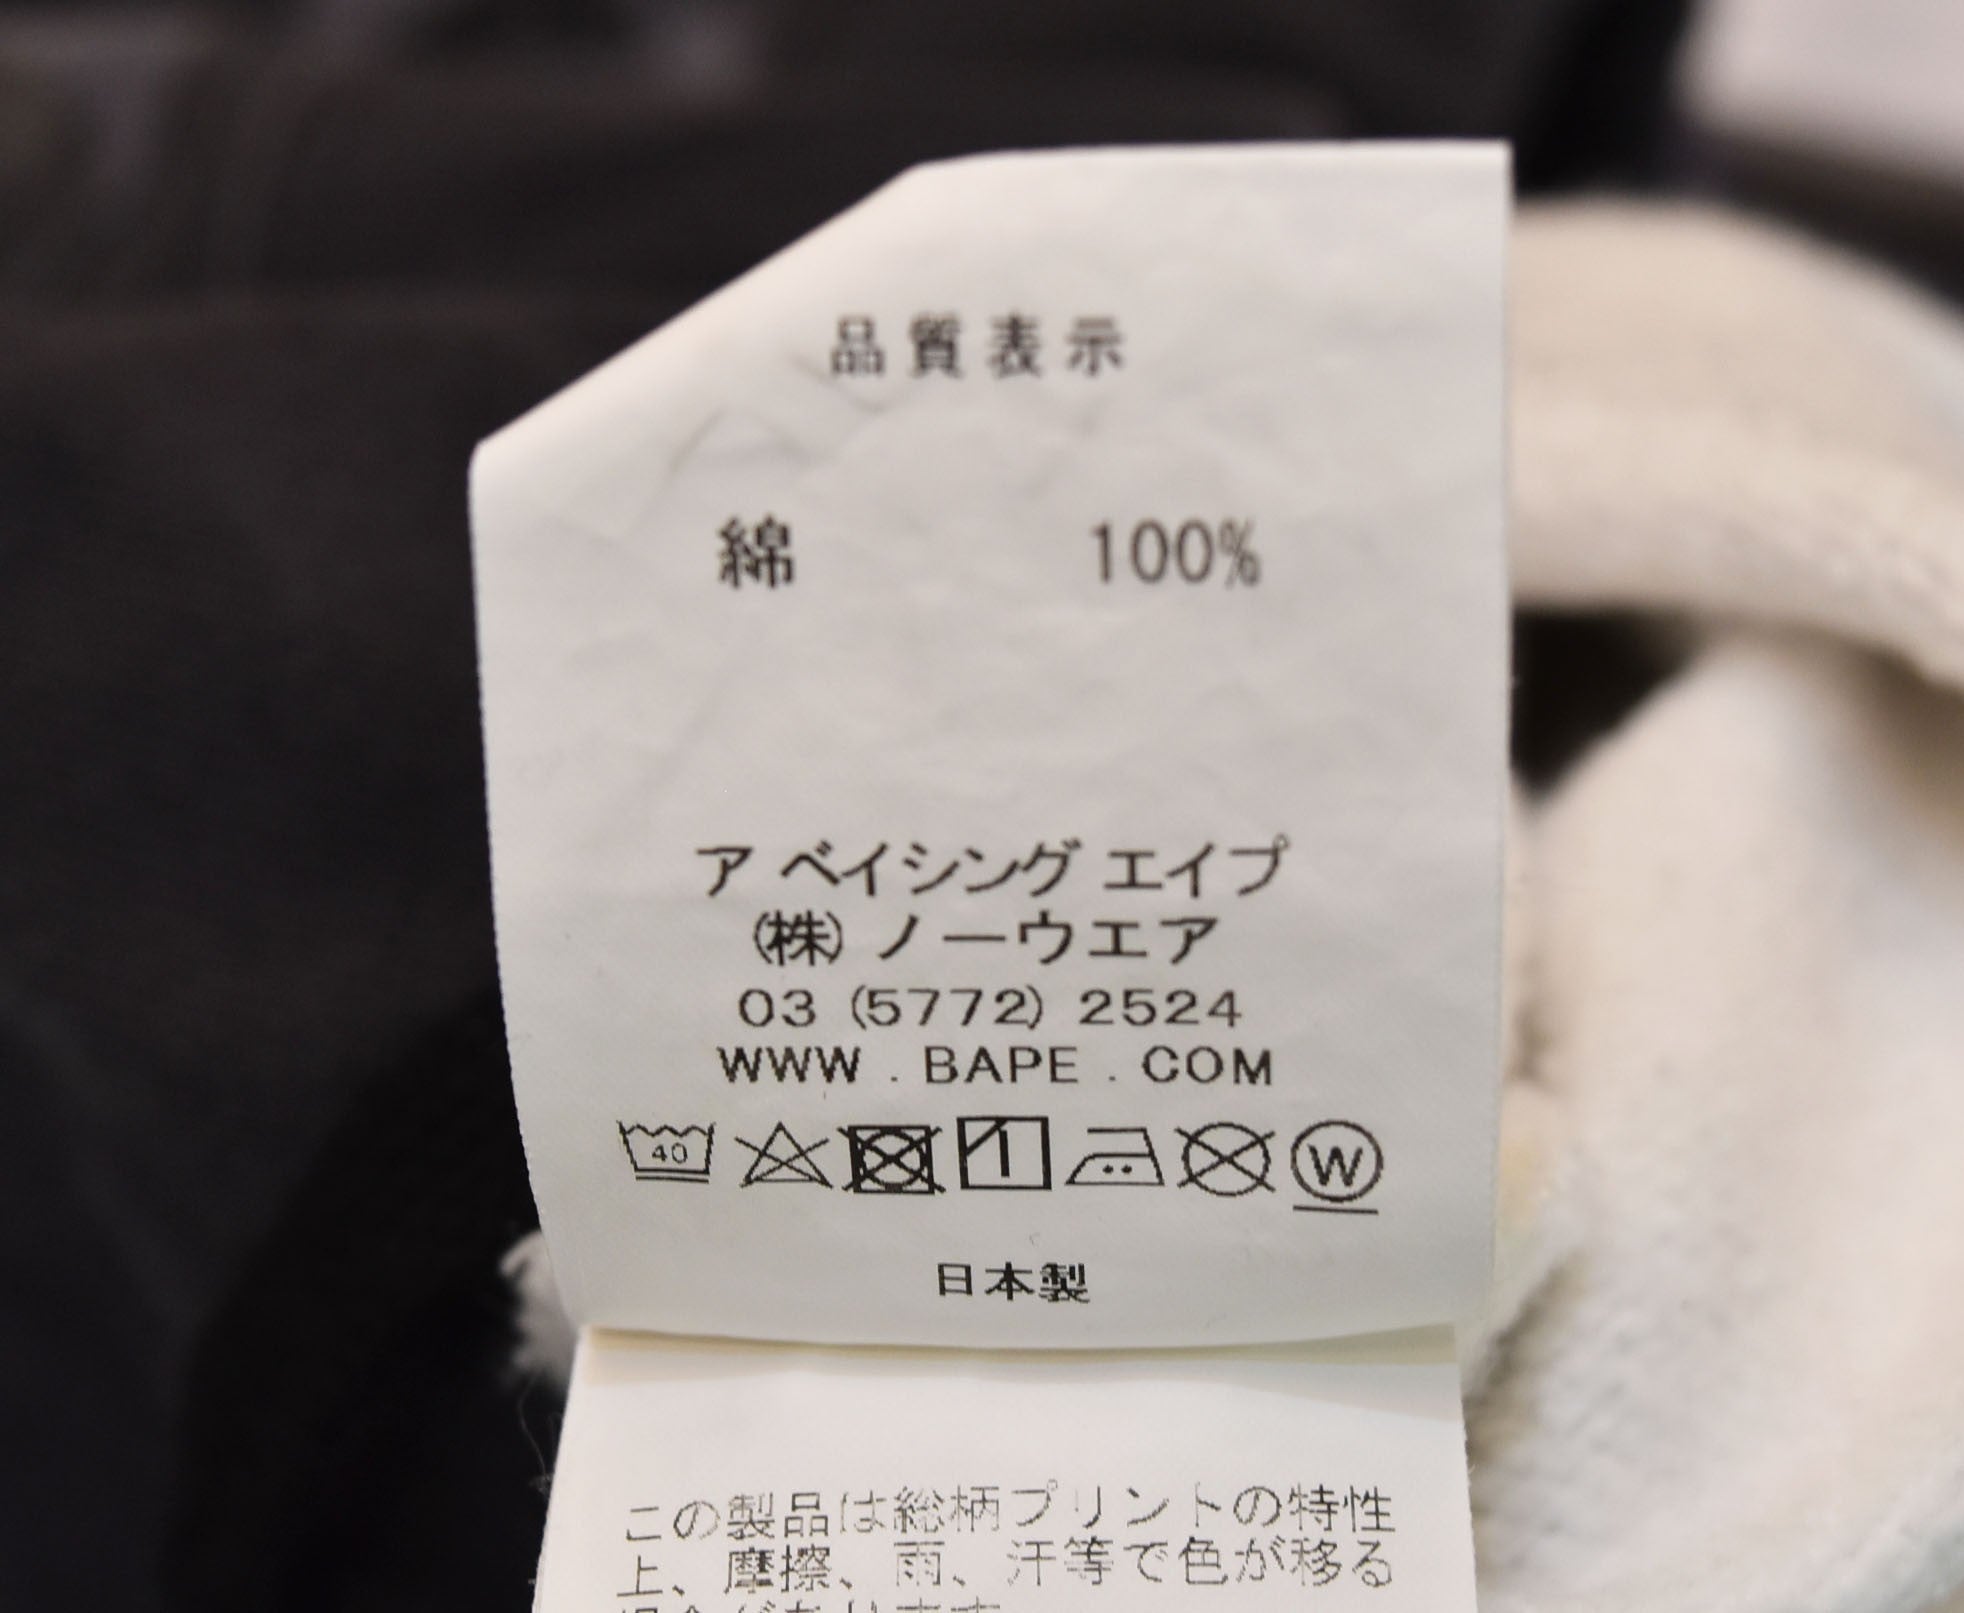 品質表示
綿 100%
ア ベイシング エイプ
(株) ノーウエア
03 (5772) 2524
WWW . BAPE . COM
40 W
日本製
この製品は総柄プリントの特性
上、摩擦、雨、汗等で色が移る